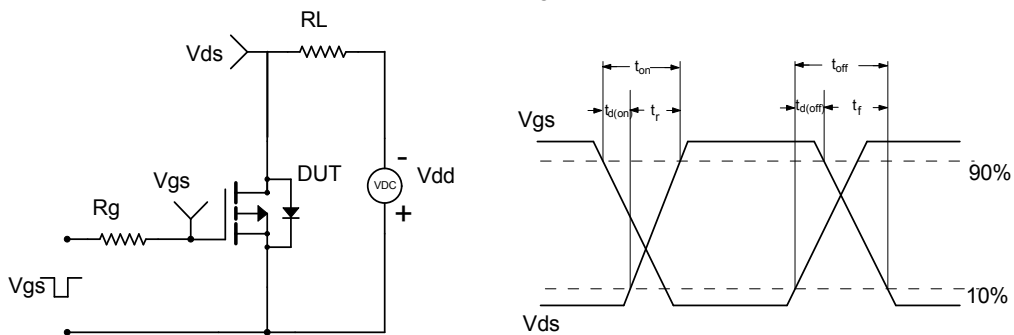 RL
Vds
Vgs
DUT
VDC
-
+
Vdd
Rg
Vgs
ton
toff
td(on)
tr
td(off)
tf
Vgs
90%
10%
Vds